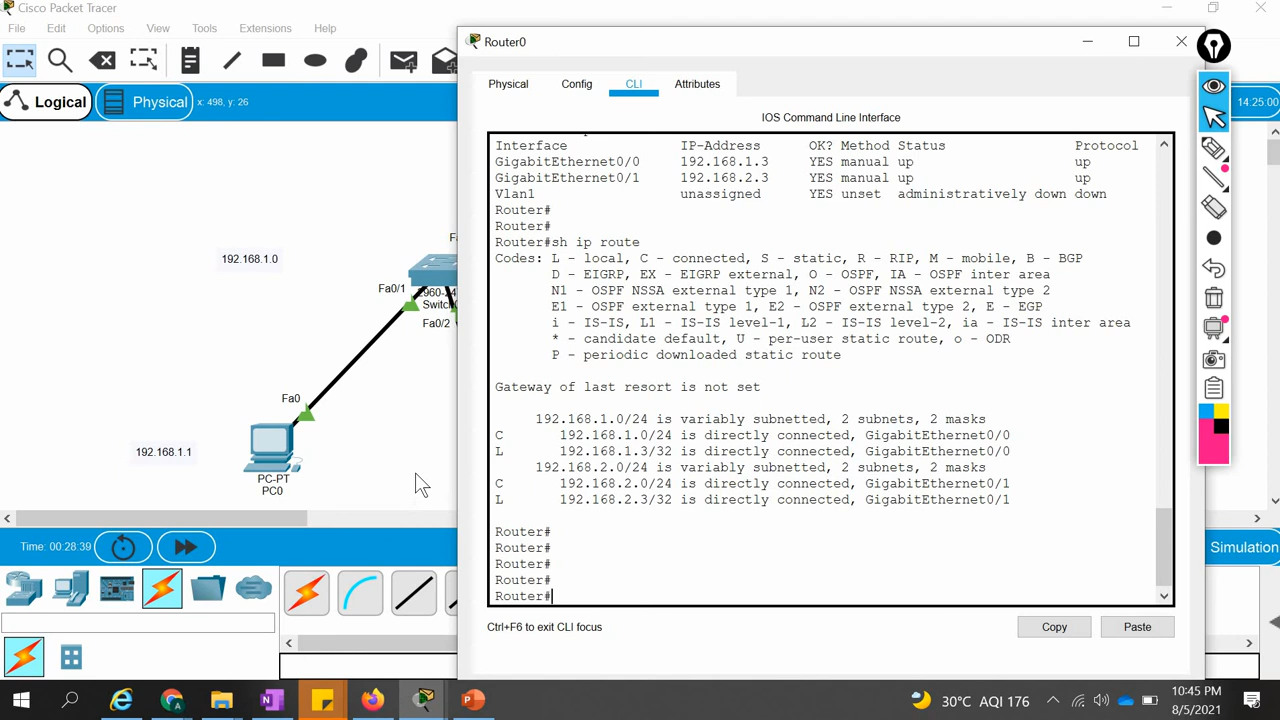 Cisco Packet Tracer
File Edit Options View Tools Extensions Help
Logical Physical x: 498, y: 26
14:25:00
192.168.1.0
Fa0/1
2960-24
Switch
Fa0/2
Fa0
192.168.1.1
PC-PT
PC0
Time: 00:28:39
Simulation
Router0
Physical Config CLI Attributes
IOS Command Line Interface
Interface IP-Address OK? Method Status Protocol
GigabitEthernet0/0 192.168.1.3 YES manual up up
GigabitEthernet0/1 192.168.2.3 YES manual up up
Vlan1 unassigned YES unset administratively down down
Router#
Router#
Router#sh ip route
Codes: L - local, C - connected, S - static, R - RIP, M - mobile, B - BGP
D - EIGRP, EX - EIGRP external, O - OSPF, IA - OSPF inter area
N1 - OSPF NSSA external type 1, N2 - OSPF NSSA external type 2
E1 - OSPF external type 1, E2 - OSPF external type 2, E - EGP
i - IS-IS, L1 - IS-IS level-1, L2 - IS-IS level-2, ia - IS-IS inter area
* - candidate default, U - per-user static route, o - ODR
P - periodic downloaded static route
Gateway of last resort is not set
192.168.1.0/24 is variably subnetted, 2 subnets, 2 masks
C 192.168.1.0/24 is directly connected, GigabitEthernet0/0
L 192.168.1.3/32 is directly connected, GigabitEthernet0/0
192.168.2.0/24 is variably subnetted, 2 subnets, 2 masks
C 192.168.2.0/24 is directly connected, GigabitEthernet0/1
L 192.168.2.3/32 is directly connected, GigabitEthernet0/1
Router#
Router#
Router#
Router#
Router#
Ctrl+F6 to exit CLI focus
Copy Paste
30°C AQI 176
10:45 PM
8/5/2021